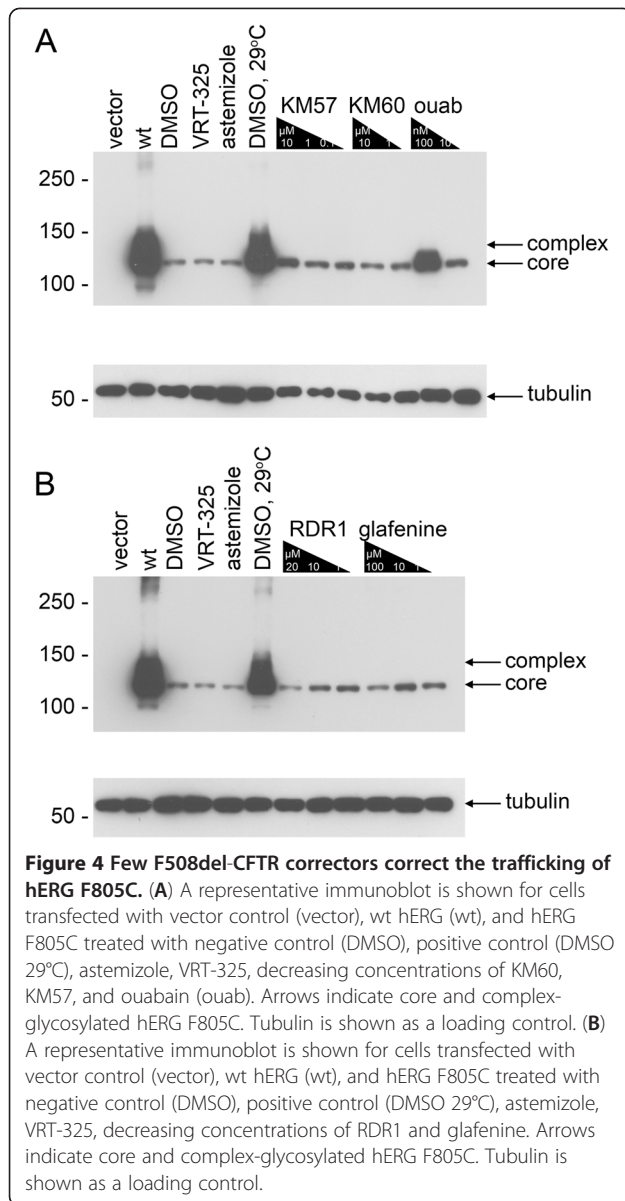 A
vector
wt
DMSO
VRT-325
astemizole
DMSO, 29°C
KM57 KM60 ouab
µM µM nM
10 1 0.1 10 1 100 10
250 -
150 -
100 -
complex
core
50 -
tubulin
B
vector
wt
DMSO
VRT-325
astemizole
DMSO, 29°C
RDR1 glafenine
µM µM
20 10 1 100 10 1
250 -
150 -
100 -
complex
core
50 -
tubulin
Figure 4 Few F508del-CFTR correctors correct the trafficking of
hERG F805C. (A) A representative immunoblot is shown for cells
transfected with vector control (vector), wt hERG (wt), and hERG
F805C treated with negative control (DMSO), positive control (DMSO
29°C), astemizole, VRT-325, decreasing concentrations of KM60,
KM57, and ouabain (ouab). Arrows indicate core and complex-
glycosylated hERG F805C. Tubulin is shown as a loading control. (B)
A representative immunoblot is shown for cells transfected with
vector control (vector), wt hERG (wt), and hERG F805C treated with
negative control (DMSO), positive control (DMSO 29°C), astemizole,
VRT-325, decreasing concentrations of RDR1 and glafenine. Arrows
indicate core and complex-glycosylated hERG F805C. Tubulin is
shown as a loading control.